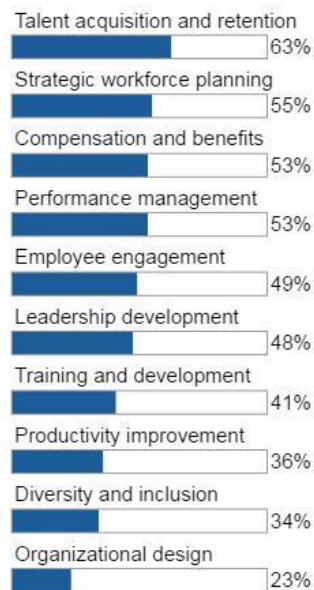 Talent acquisition and retention
63%
Strategic workforce planning
55%
Compensation and benefits
53%
Performance management
53%
Employee engagement
49%
Leadership development
48%
Training and development
41%
Productivity improvement
36%
Diversity and inclusion
34%
Organizational design
23%